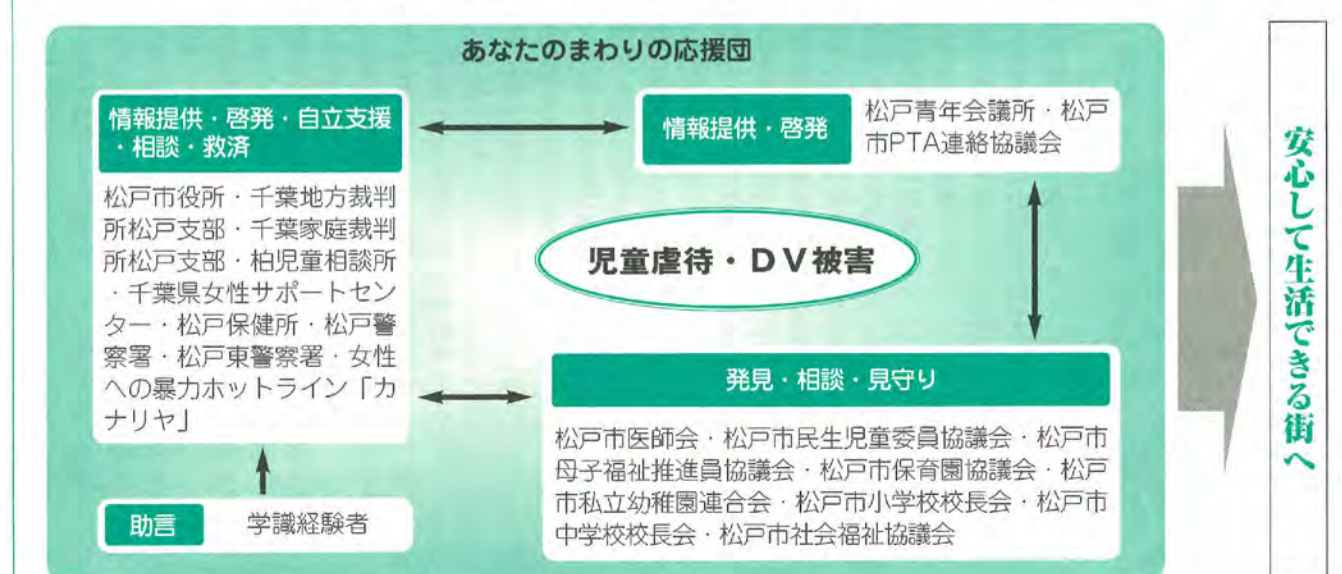 あなたのまわりの応援団
情報提供・啓発・自立支援
・相談・救済
松戸市役所・千葉地方裁判
所松戸支部・千葉家庭裁判
所松戸支部・柏児童相談所
・千葉県女性サポートセン
ター・松戸保健所・松戸警
察署・松戸東警察署・女性
への暴力ホットライン「カ
ナリヤ」
情報提供・啓発
松戸青年会議所・松戸
市PTA連絡協議会
児童虐待・DV被害
発見・相談・見守り
松戸市医師会・松戸市民生児童委員協議会・松戸市
母子福祉推進員協議会・松戸市保育園協議会・松戸
市私立幼稚園連合会・松戸市小学校校長会・松戸市
中学校校長会・松戸市社会福祉協議会
助言
学識経験者
安心して生活できる街へ